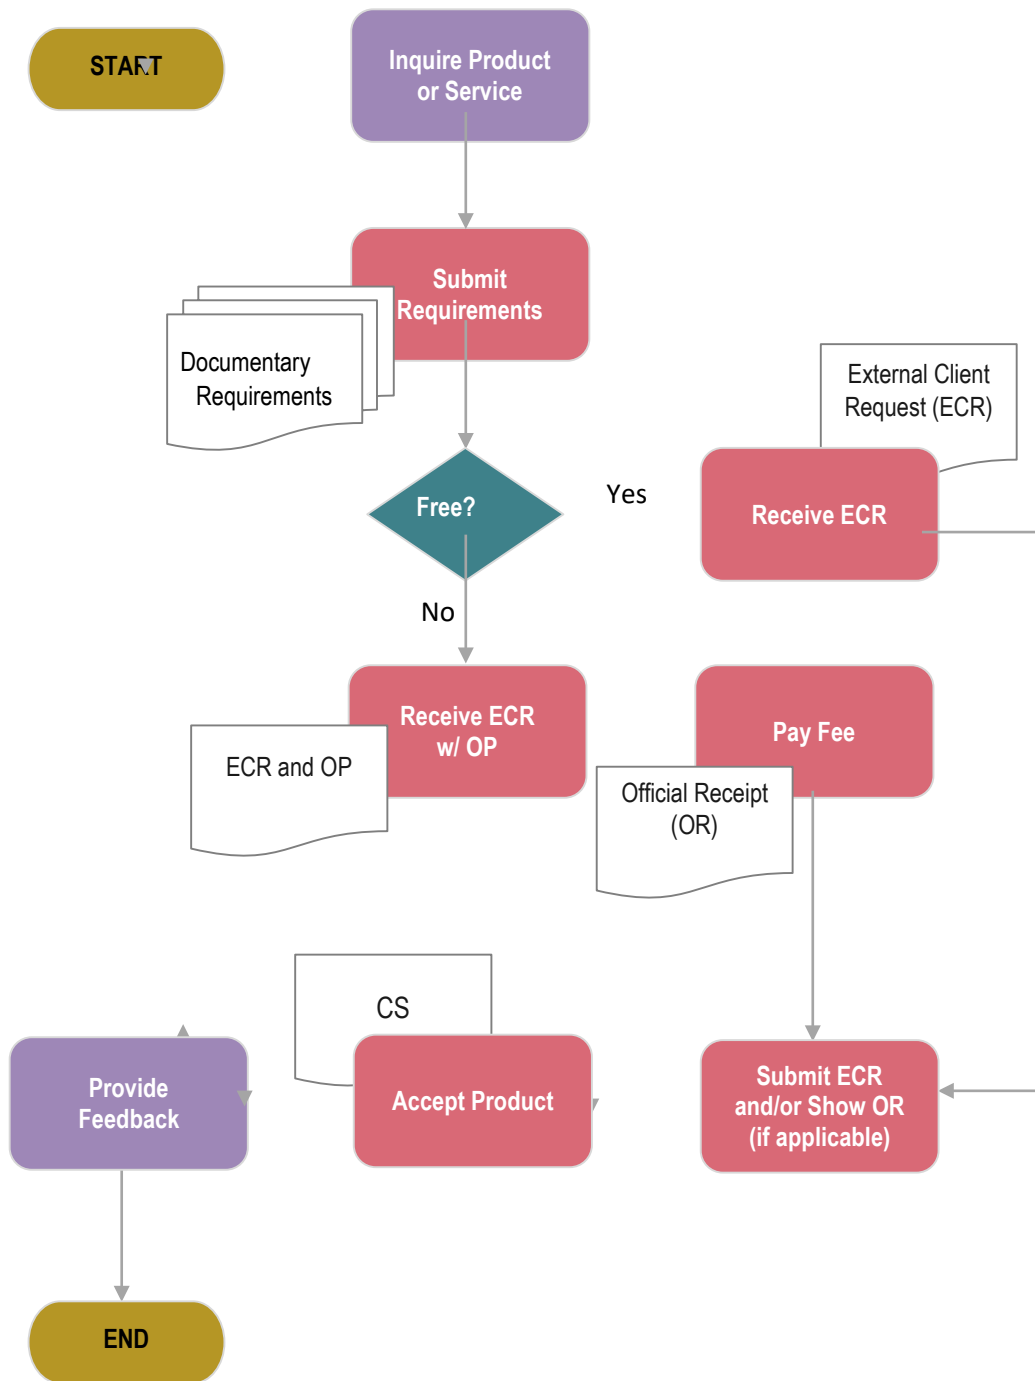 START
Inquire Product
or Service
Submit
Requirements
Documentary
Requirements
External Client
Request (ECR)
Free?
Yes
Receive ECR
No
Receive ECR
w/ OP
ECR and OP
Pay Fee
Official Receipt
(OR)
CS
Provide
Feedback
Accept Product
Submit ECR
and/or Show OR
(if applicable)
END